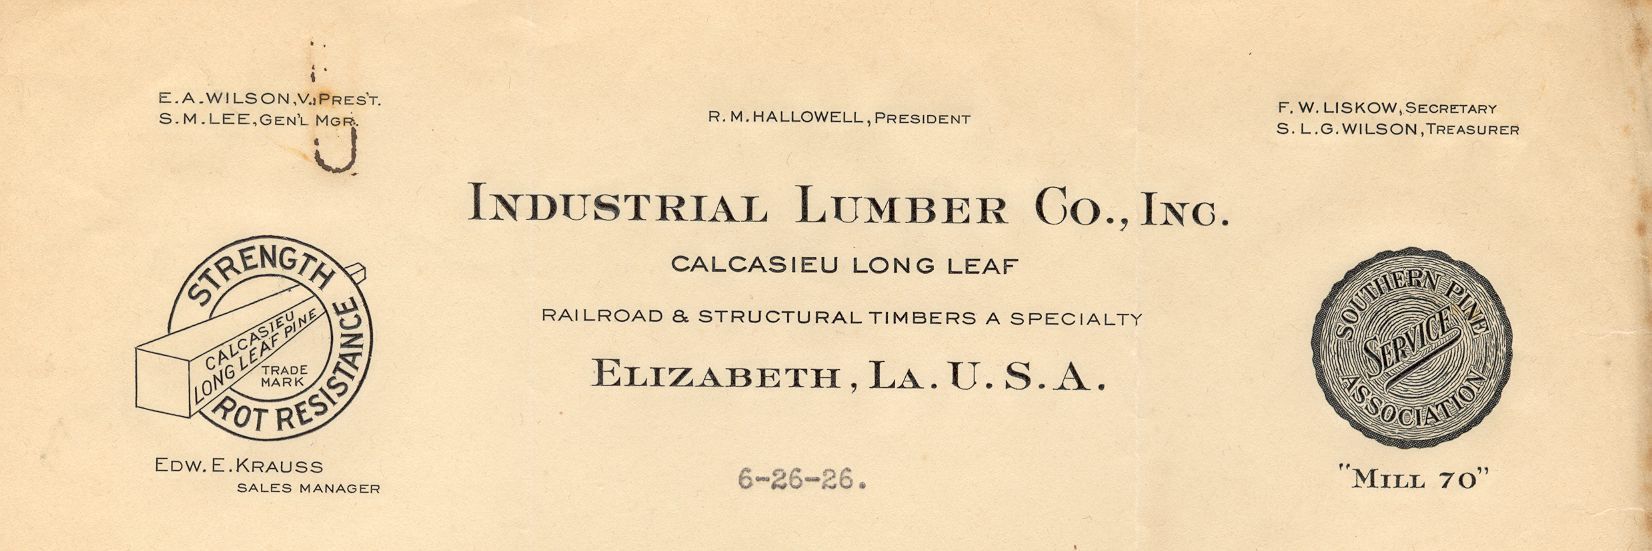 E.A.WILSON, V. PRES'T.
S.M.LEE, GEN'L MGR.
R.M.HALLOWELL, PRESIDENT
F.W.LISKOW, SECRETARY
S.L.G.WILSON, TREASURER
INDUSTRIAL LUMBER CO., INC.
CALCASIEU LONG LEAF
RAILROAD & STRUCTURAL TIMBERS A SPECIALTY
ELIZABETH, LA. U.S.A.
STRENGTH
ROT RESISTANCE
CALCASIEU
LONG LEAF PINE
TRADE
MARK
EDW. E. KRAUSS
SALES MANAGER
6-26-26.
SOUTHERN PINE
SERVICE
ASSOCIATION
"MILL 70"